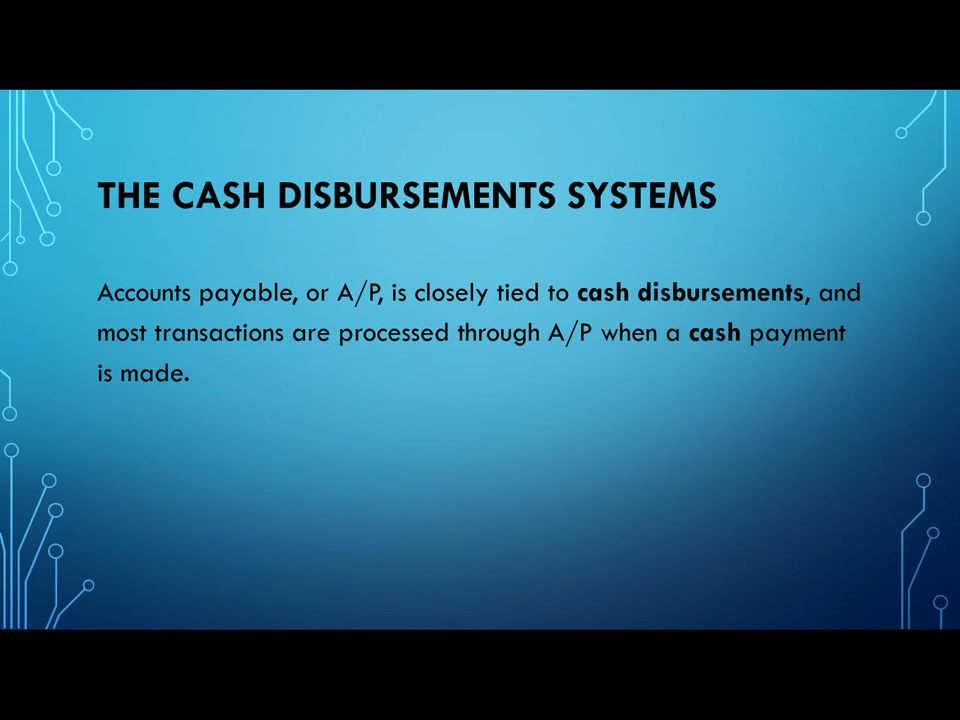 THE CASH DISBURSEMENTS SYSTEMS
Accounts payable, or A/P, is closely tied to cash disbursements, and
most transactions are processed through A/P when a cash payment
is made.